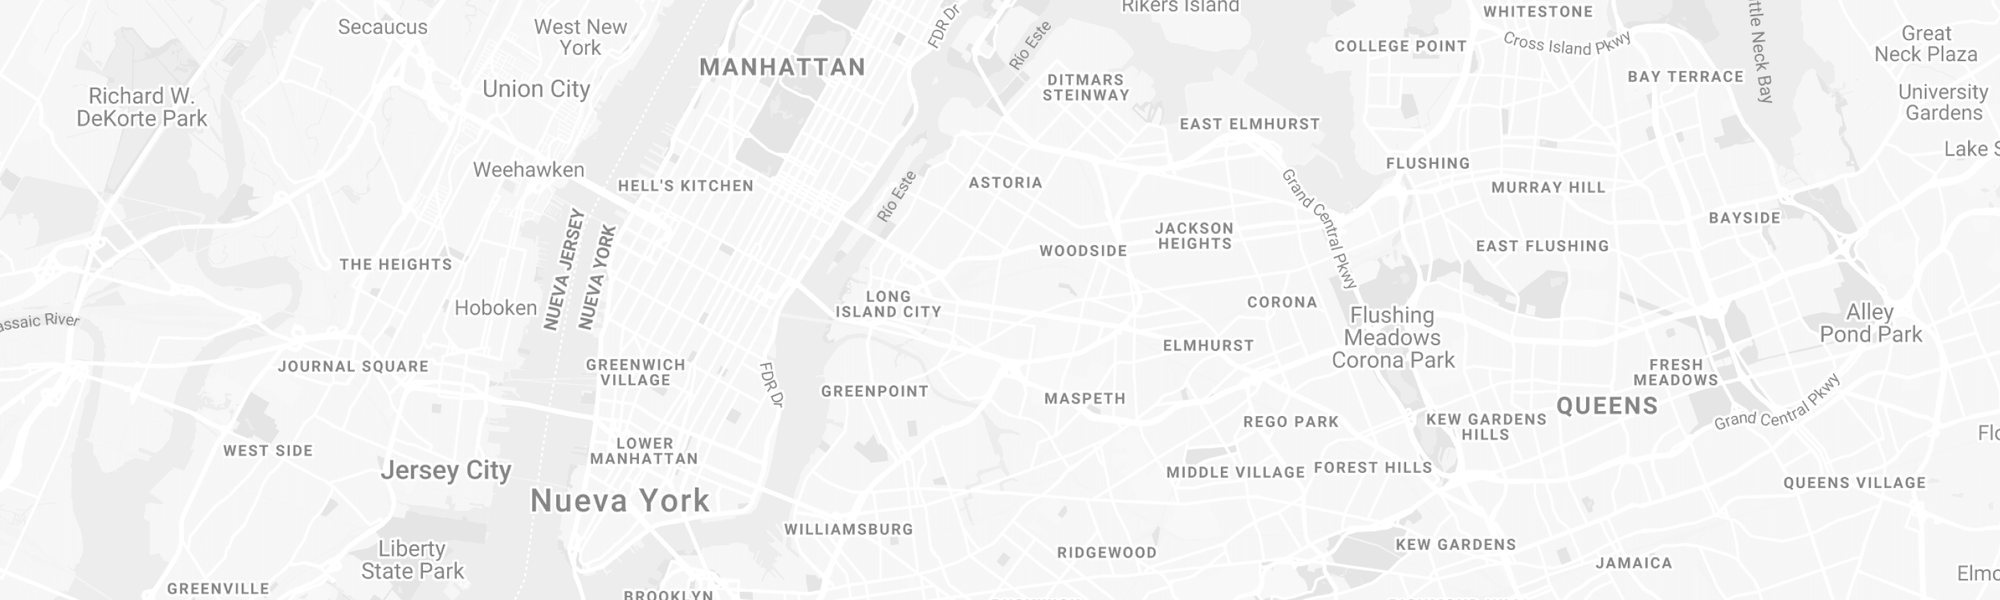 Secaucus
West New
York
Union City
MANHATTAN
FDR Dr
Río Este
Rikers Island
WHITESTONE
Cross Island Pkwy
COLLEGE POINT
BAY TERRACE
ttle Neck Bay
Great
Neck Plaza
University
Gardens
Lake S
Richard W.
DeKorte Park
DITMARS
STEINWAY
EAST ELMHURST
FLUSHING
MURRAY HILL
Weehawken
HELL'S KITCHEN
Río Este
ASTORIA
Grand Central Pkwy
BAYSIDE
JACKSON
HEIGHTS
WOODSIDE
EAST FLUSHING
THE HEIGHTS
NUEVA JERSEY
NUEVA YORK
Hoboken
LONG
ISLAND CITY
CORONA
Flushing
Meadows
Corona Park
Alley
Pond Park
assaic River
JOURNAL SQUARE
GREENWICH
VILLAGE
FDR Dr
GREENPOINT
ELMHURST
MASPETH
FRESH
MEADOWS
QUEENS
Grand Central Pkwy
REGO PARK
KEW GARDENS
HILLS
Flo
WEST SIDE
LOWER
MANHATTAN
Jersey City
MIDDLE VILLAGE
FOREST HILLS
QUEENS VILLAGE
Nueva York
WILLIAMSBURG
RIDGEWOOD
KEW GARDENS
JAMAICA
Elmo
Liberty
State Park
GREENVILLE
BROOKLYN